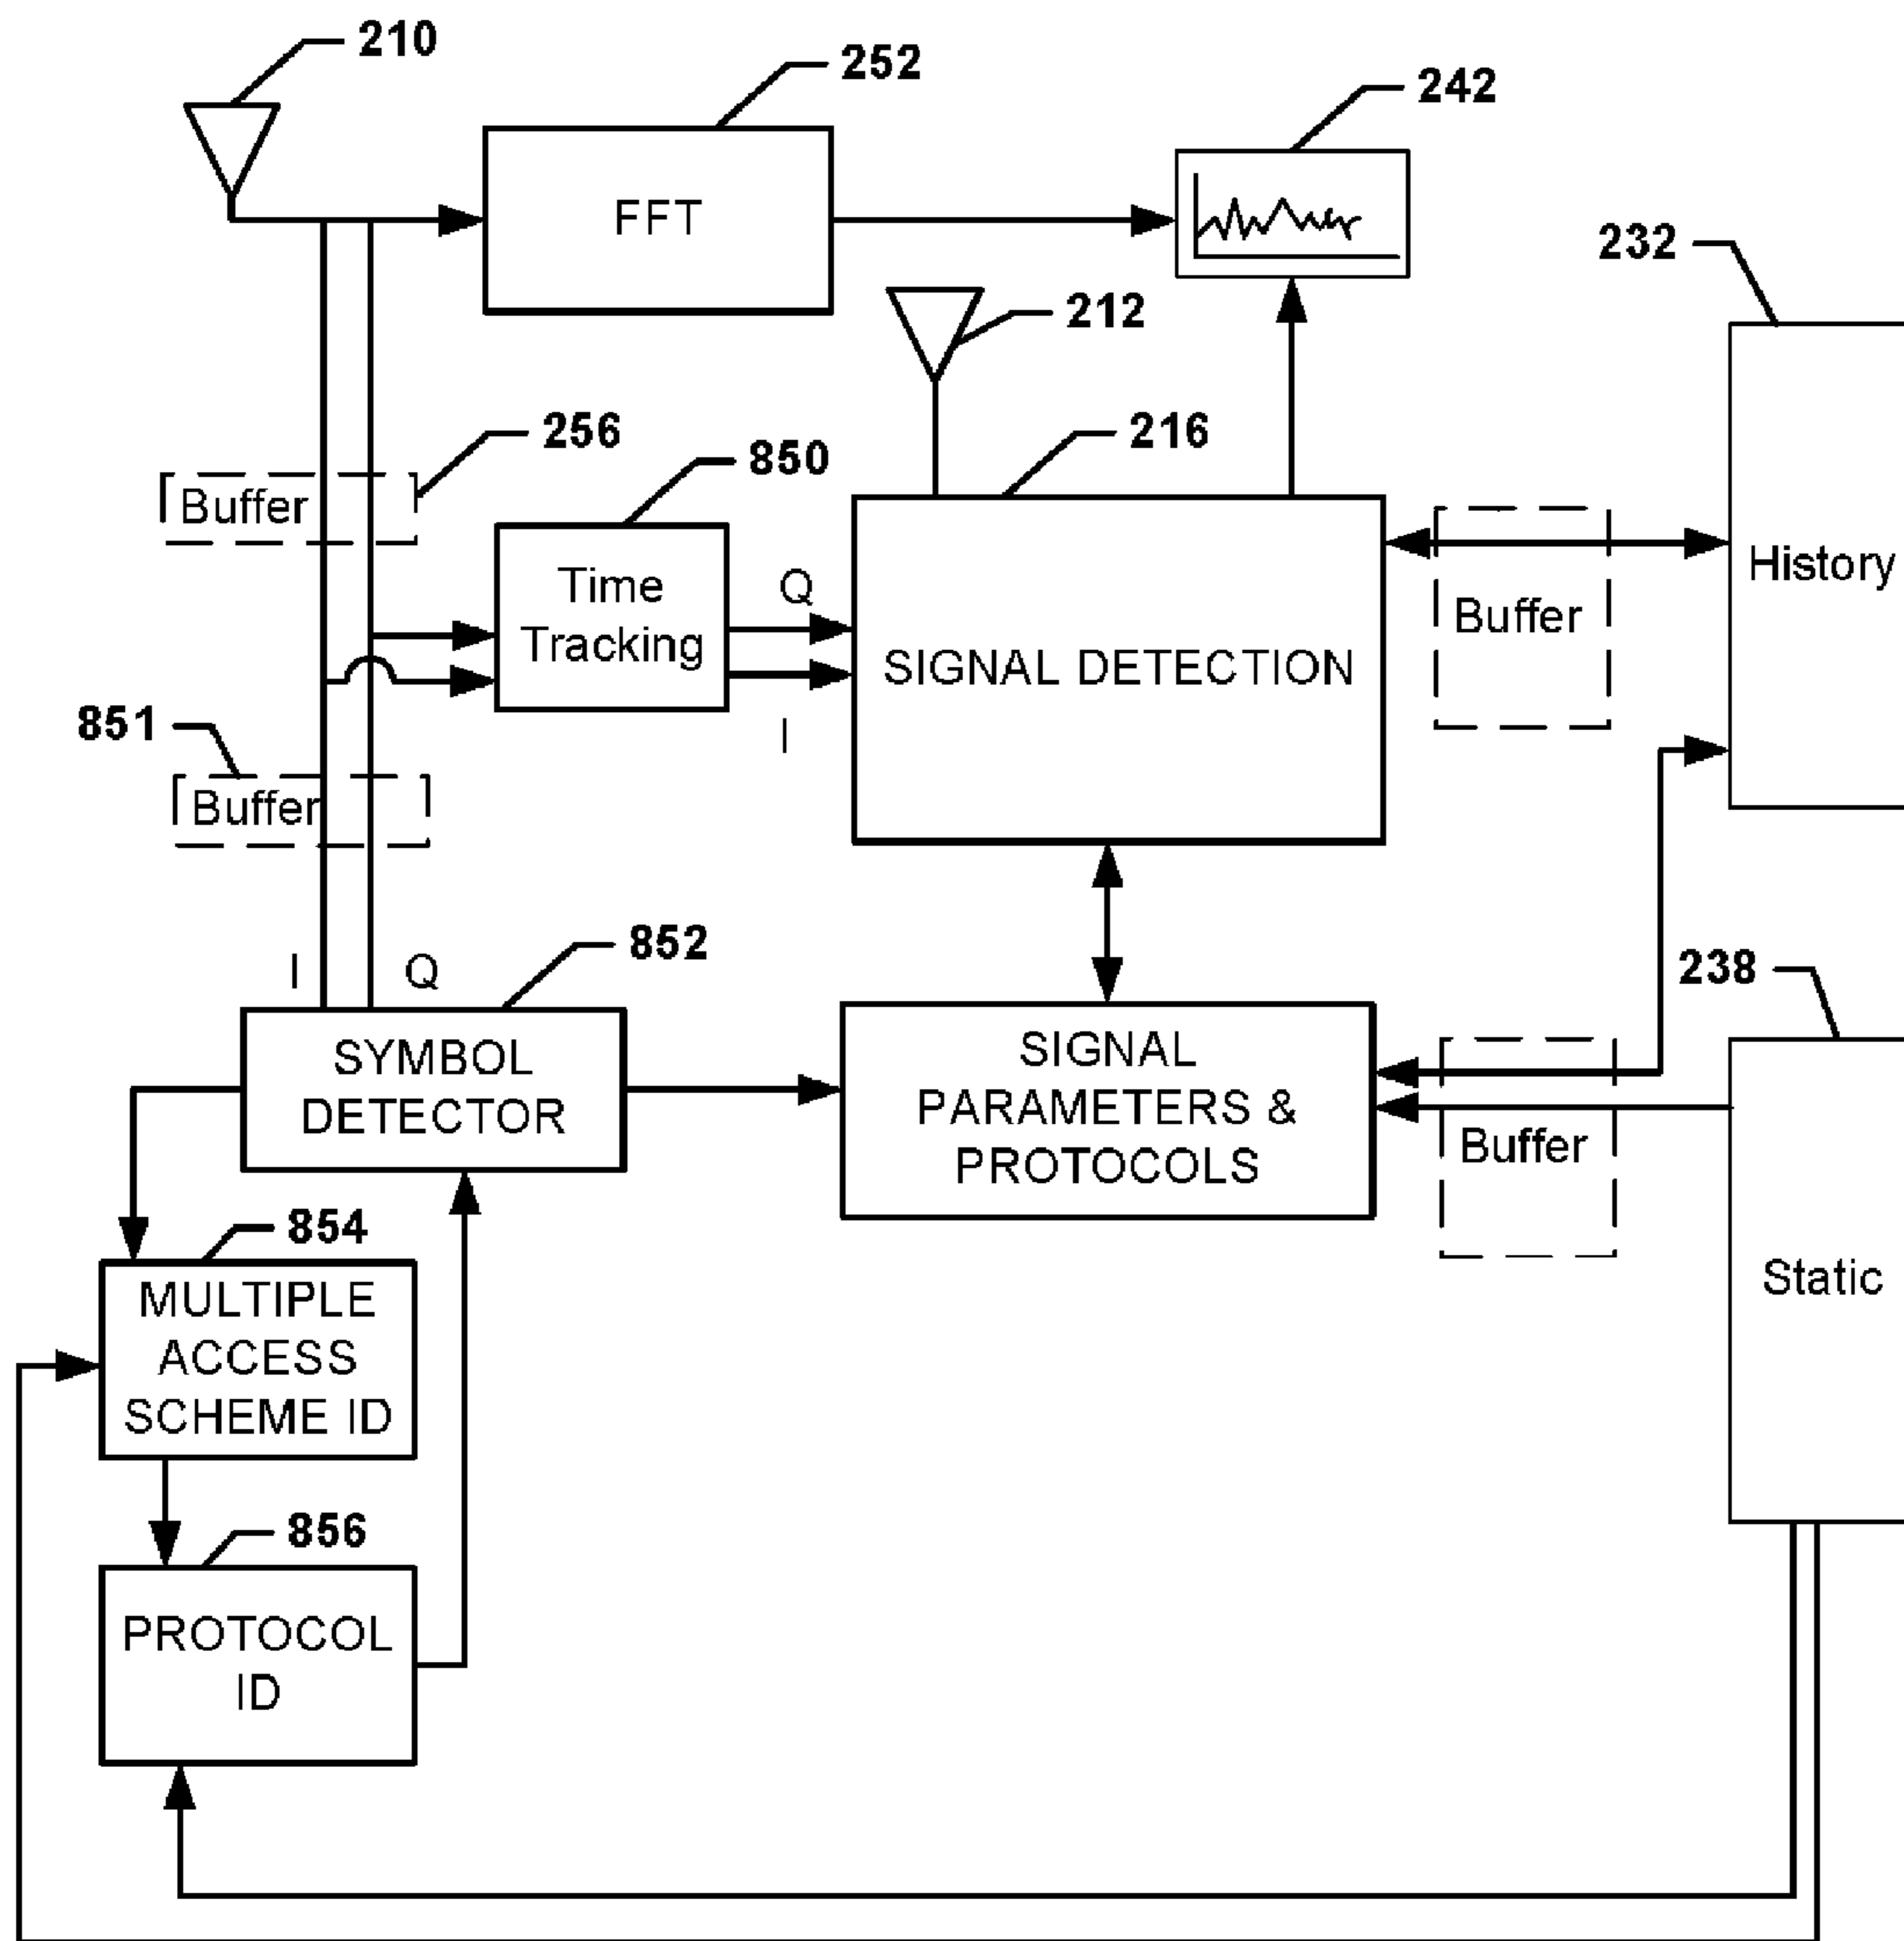 210
252
242
FFT
232
212
256
850
216
Buffer
Time
Tracking
Q
I
SIGNAL DETECTION
Buffer
History
851
Buffer
I
Q
852
238
SYMBOL
DETECTOR
SIGNAL
PARAMETERS &
PROTOCOLS
Buffer
854
MULTIPLE
ACCESS
SCHEME ID
Static
856
PROTOCOL
ID